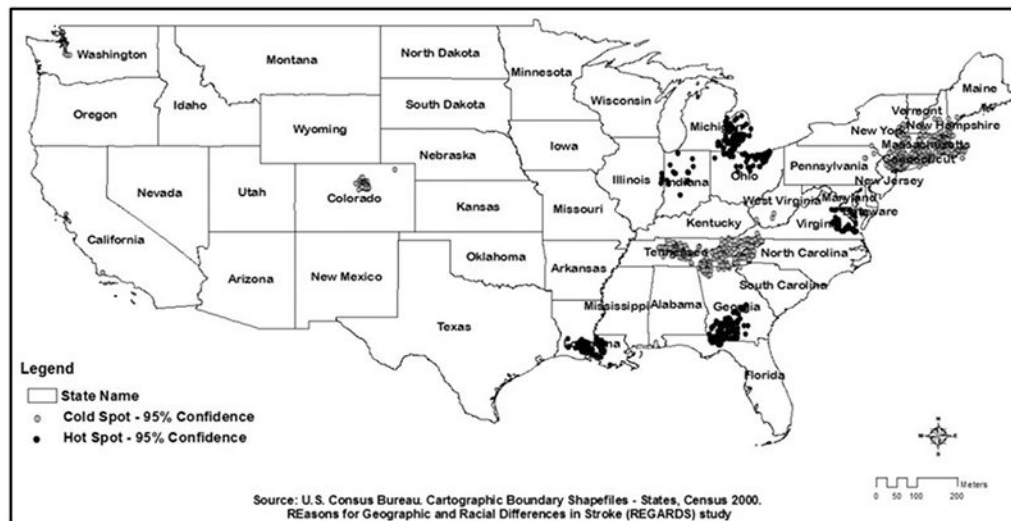 Washington
Montana
North Dakota
Minnesota
Maine
Oregon
Idaho
South Dakota
Wisconsin
Vermont
Michig
New York
New Hampshire
Wyoming
Massachusetts
Connecticut
Nebraska
Iowa
Pennsylvania
Nevada
Utah
Colorado
Illinois
Indiana
Ohio
New Jersey
Maryland
West Virginia
Delaware
Kansas
Missouri
Kentucky
Virgin
California
Tennessee
North Carolina
Arizona
New Mexico
Oklahoma
Arkansas
South Carolina
Mississippi
Alabama
Georgia
Texas
Florida
Legend
State Name
Cold Spot - 95% Confidence
Hot Spot - 95% Confidence
N
W
E
S
Meters
0 50 100 200
Source: U.S. Consus Bureau. Cartographic Boundary Shapefiles - States, Census 2000.
REasons for Geographic and Racial Differences in Stroke (REGARDS) study